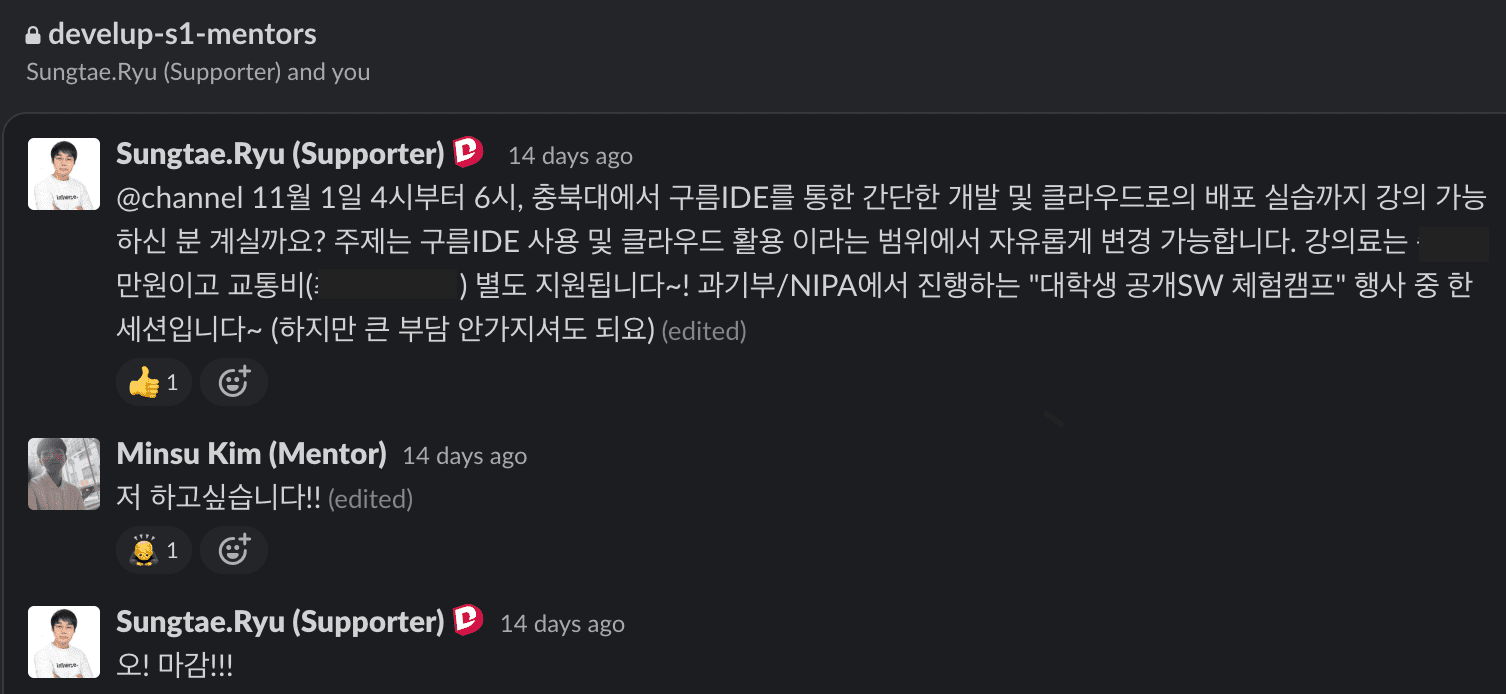 develup-s1-mentors
Sungtae.Ryu (Supporter) and you
Sungtae.Ryu (Supporter) 14 days ago
@channel 11월 1일 4시부터 6시, 충북대에서 구름IDE를 통한 간단한 개발 및 클라우드로의 배포 실습까지 강의 가능
하신 분 계실까요? 주제는 구름IDE 사용 및 클라우드 활용 이라는 범위에서 자유롭게 변경 가능합니다. 강의료는
만원이고 교통비( ) 별도 지원됩니다~! 과기부/NIPA에서 진행하는 "대학생 공개SW 체험캠프" 행사 중 한
세션입니다~ (하지만 큰 부담 안가지셔도 되요) (edited)
1
Minsu Kim (Mentor) 14 days ago
저 하고싶습니다!! (edited)
1
Sungtae.Ryu (Supporter) 14 days ago
오! 마감!!!